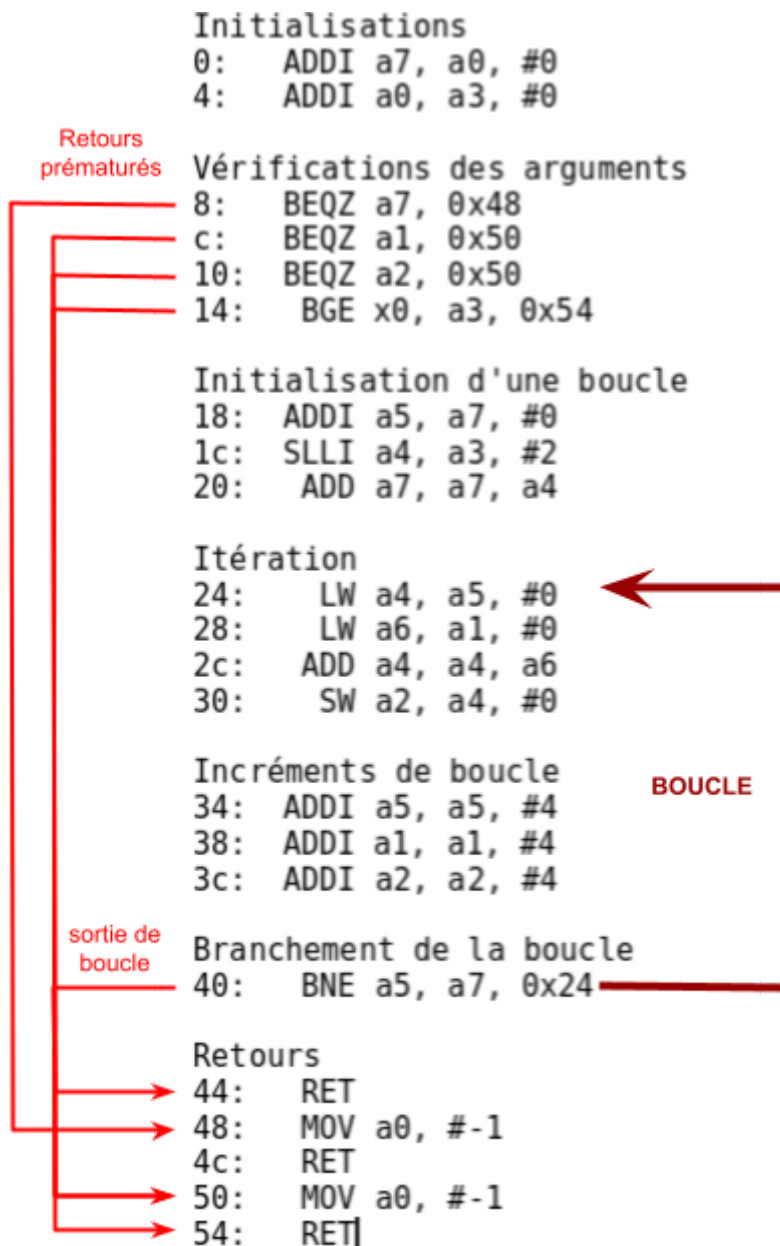 Initialisations
0: ADDI a7, a0, #0
4: ADDI a0, a3, #0
Retours
prématurés
Vérifications des arguments
8: BEQZ a7, 0x48
c: BEQZ a1, 0x50
10: BEQZ a2, 0x50
14: BGE x0, a3, 0x54
Initialisation d'une boucle
18: ADDI a5, a7, #0
1c: SLLI a4, a3, #2
20: ADD a7, a7, a4
Itération
24: LW a4, a5, #0
28: LW a6, a1, #0
2c: ADD a4, a4, a6
30: SW a2, a4, #0
Incréments de boucle
34: ADDI a5, a5, #4
38: ADDI a1, a1, #4
3c: ADDI a2, a2, #4
BOUCLE
sortie de
boucle
Branchement de la boucle
40: BNE a5, a7, 0x24
Retours
44: RET
48: MOV a0, #-1
4c: RET
50: MOV a0, #-1
54: RET